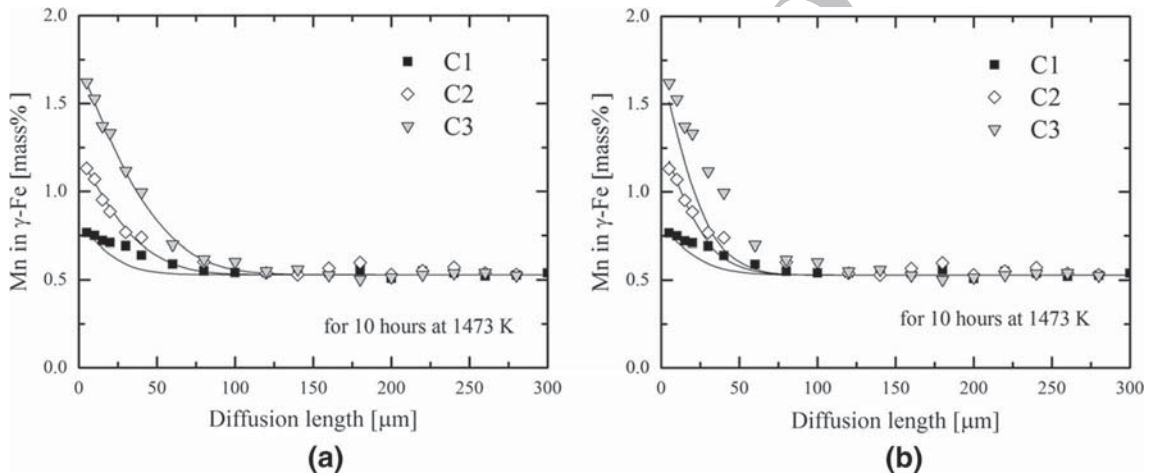 2.0
1.5
1.0
0.5
0.0
Mn in γ-Fe [mass%]
C1
C2
C3
for 10 hours at 1473 K
0 50 100 150 200 250 300
Diffusion length [μm]
(a)
2.0
1.5
1.0
0.5
0.0
Mn in γ-Fe [mass%]
C1
C2
C3
for 10 hours at 1473 K
0 50 100 150 200 250 300
Diffusion length [μm]
(b)